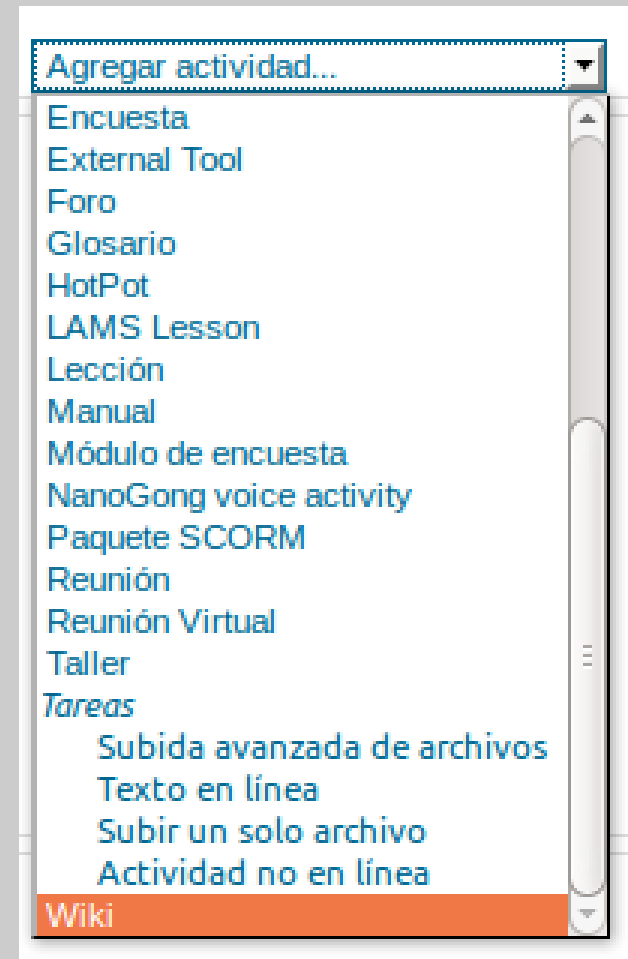 Agregar actividad...
Encuesta
External Tool
Foro
Glosario
HotPot
LAMS Lesson
Lección
Manual
Módulo de encuesta
NanoGong voice activity
Paquete SCORM
Reunión
Reunión Virtual
Taller
Tareas
Subida avanzada de archivos
Texto en línea
Subir un solo archivo
Actividad no en línea
Wiki